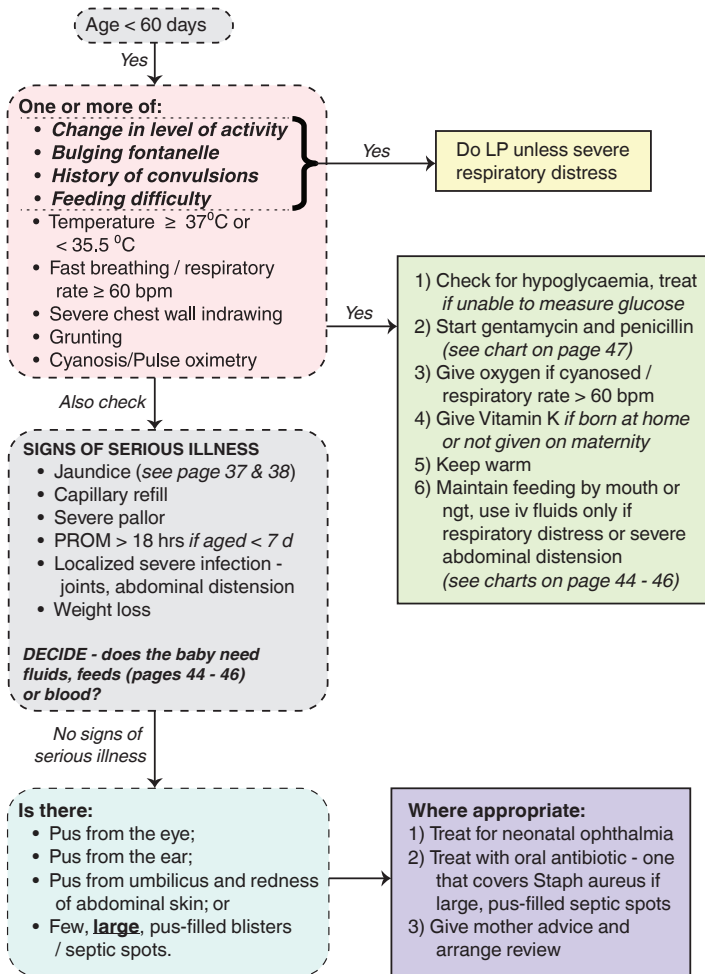 Age < 60 days
Yes
One or more of:
• Change in level of activity
• Bulging fontanelle
• History of convulsions
• Feeding difficulty
• Temperature ≥ 37⁰C or
< 35.5 ⁰C
• Fast breathing / respiratory
rate ≥ 60 bpm
• Severe chest wall indrawing
• Grunting
• Cyanosis/Pulse oximetry
Yes
Do LP unless severe
respiratory distress
Yes
1) Check for hypoglycaemia, treat
if unable to measure glucose
2) Start gentamycin and penicillin
(see chart on page 47)
3) Give oxygen if cyanosed /
respiratory rate > 60 bpm
4) Give Vitamin K if born at home
or not given on maternity
5) Keep warm
6) Maintain feeding by mouth or
ngt, use iv fluids only if
respiratory distress or severe
abdominal distension
(see charts on page 44 - 46)
Also check
SIGNS OF SERIOUS ILLNESS
• Jaundice (see page 37 & 38)
• Capillary refill
• Severe pallor
• PROM > 18 hrs if aged < 7 d
• Localized severe infection -
joints, abdominal distension
• Weight loss
DECIDE - does the baby need
fluids, feeds (pages 44 - 46)
or blood?
No signs of
serious illness
Is there:
• Pus from the eye;
• Pus from the ear;
• Pus from umbilicus and redness
of abdominal skin; or
• Few, large, pus-filled blisters
/ septic spots.
Where appropriate:
1) Treat for neonatal ophthalmia
2) Treat with oral antibiotic - one
that covers Staph aureus if
large, pus-filled septic spots
3) Give mother advice and
arrange review